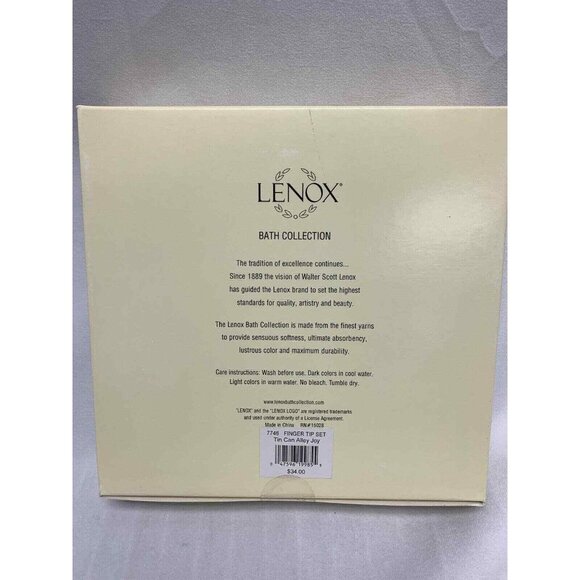 LENOX®
BATH COLLECTION
The tradition of excellence continues...
Since 1889 the vision of Walter Scott Lenox
has guided the Lenox brand to set the highest
standards for quality, artistry and beauty.
The Lenox Bath Collection is made from the finest yarns
to provide sensuous softness, ultimate absorbency,
lustrous color and maximum durability.
Care instructions: Wash before use. Dark colors in cool water.
Light colors in warm water. No bleach. Tumble dry.
www.lenoxbathcollection.com
"LENOX" and the "LENOX LOGO" are registered trademarks
and used under authority of a License Agreement.
Made in China RN#15028
7746 FINGER TIP SET
Tin Can Alley Joy
$34.00